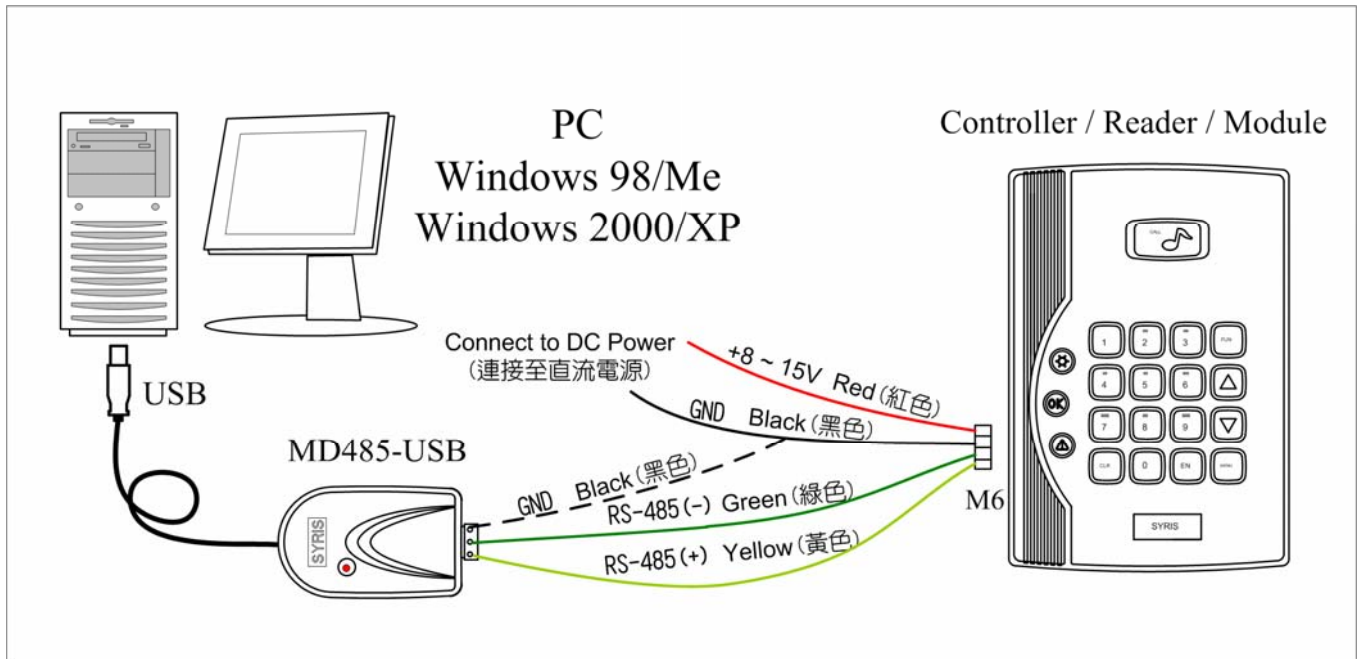 PC
Windows 98/Me
Windows 2000/XP
Controller / Reader / Module
CALL
Connect to DC Power
(連接至直流電源)
+8 ~ 15V Red (紅色)
GND Black (黑色)
USB
MD485-USB
GND Black (黑色)
RS-485(-) Green (綠色)
RS-485(+) Yellow (黃色)
M6
SYRIS
1 2 3 FUN
4 5 6
OK
7 8 9
CLR 0 EN
SYRIS